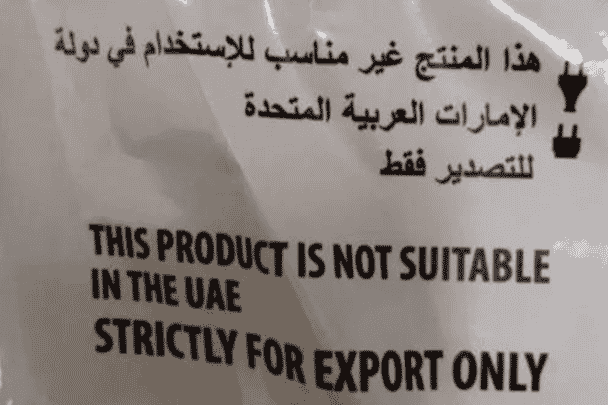 هذا المنتج غير مناسب للإستخدام في دولة
الإمارات العربية المتحدة
للتصدير فقط
THIS PRODUCT IS NOT SUITABLE
IN THE UAE
STRICTLY FOR EXPORT ONLY